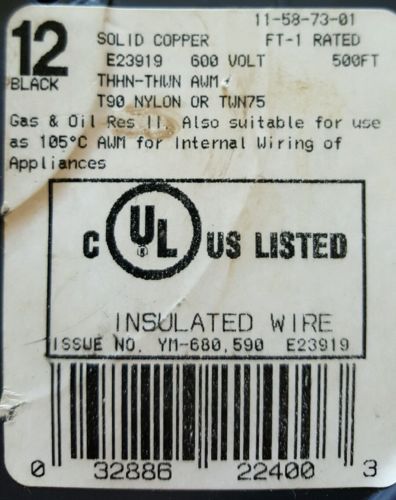 11-58-73-01
12 SOLID COPPER FT-1 RATED
E23919 600 VOLT 500FT
BLACK THHN-THWN AWM
T90 NYLON OR TWN75
Gas & Oil Res II. Also suitable for use
as 105°C AWM for Internal Wiring of
Appliances
C UL ® US LISTED
INSULATED WIRE
ISSUE NO. YM-680,590 E23919
0 32886 22400 3